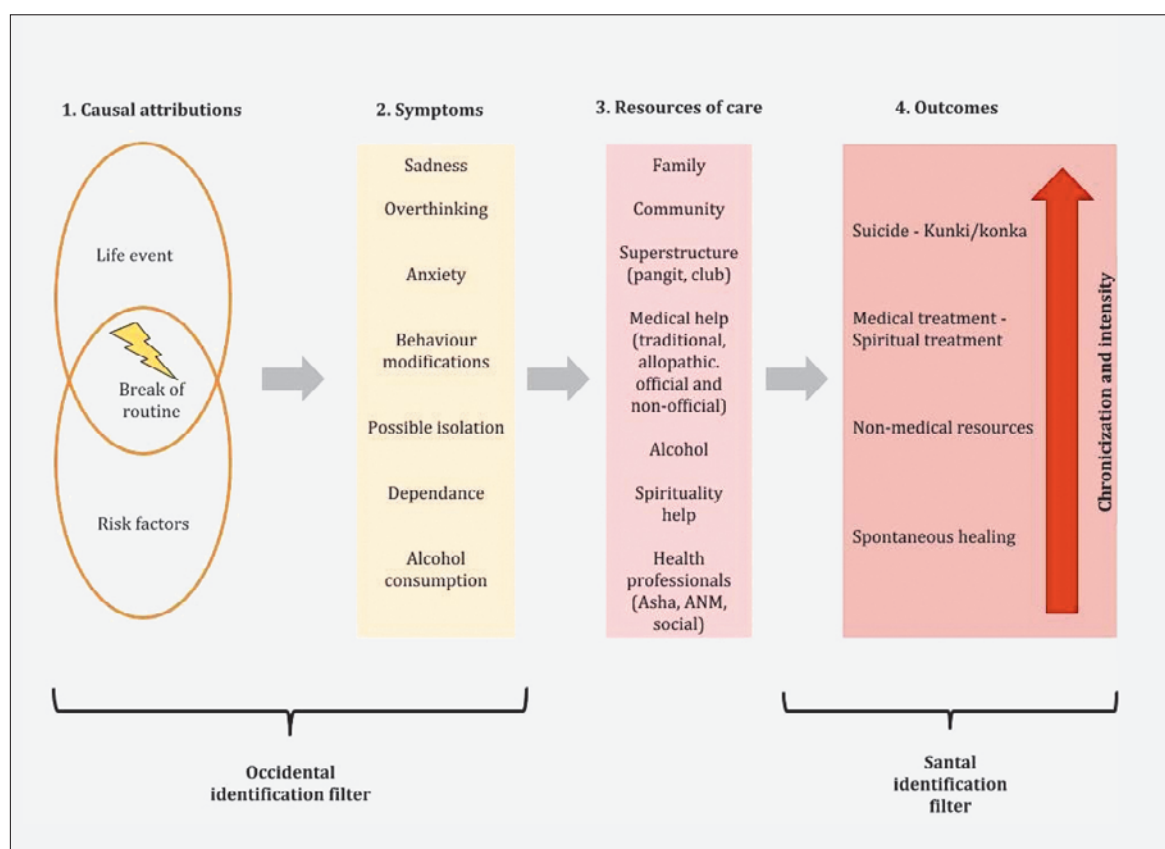 1. Causal attributions
Life event
Break of
routine
Risk factors
2. Symptoms
Sadness
Overthinking
Anxiety
Behaviour
modifications
Possible isolation
Dependance
Alcohol
consumption
3. Resources of care
Family
Community
Superstructure
(pangit, club)
Medical help
(traditional,
allopathic.
official and
non-official)
Alcohol
Spirituality
help
Health
professionals
(Asha, ANM,
social)
4. Outcomes
Suicide - Kunki/konka
Medical treatment -
Spiritual treatment
Non-medical resources
Spontaneous healing
Chronicization and intensity
Occidental
identification filter
Santal
identification
filter